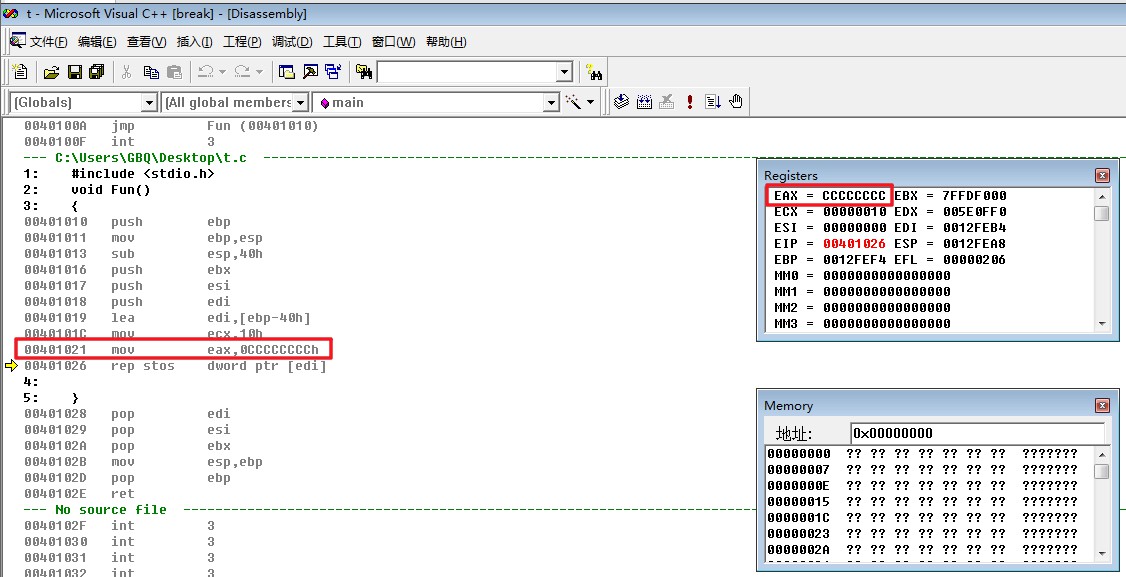 t - Microsoft Visual C++ [break] - [Disassembly]
文件(F) 编辑(E) 查看(V) 插入(I) 工程(P) 调试(D) 工具(T) 窗口(W) 帮助(H)
(Globals) (All global members main
0040100A jmp Fun (00401010)
0040100F int 3
--- C:\Users\GBQ\Desktop\t.c
1: #include <stdio.h>
2: void Fun()
3: {
00401010 push ebp
00401011 mov ebp,esp
00401013 sub esp,40h
00401016 push ebx
00401017 push esi
00401018 push edi
00401019 lea edi,[ebp-40h]
0040101C mov ecx,10h
00401021 mov eax,0CCCCCCCCh
00401026 rep stos dword ptr [edi]
4:
5: }
00401028 pop edi
00401029 pop esi
0040102A pop ebx
0040102B mov esp,ebp
0040102D pop ebp
0040102E ret
--- No source file
0040102F int 3
00401030 int 3
00401031 int 3
00401032 int 3
Registers
EAX = CCCCCCCC EBX = 7FFDF000
ECX = 00000010 EDX = 005E0FF0
ESI = 00000000 EDI = 0012FEB4
EIP = 00401026 ESP = 0012FEA8
EBP = 0012FEF4 EFL = 00000206
MM0 = 0000000000000000
MM1 = 0000000000000000
MM2 = 0000000000000000
MM3 = 0000000000000000
Memory
地址: 0x00000000
00000000 ?? ?? ?? ?? ?? ?? ?? ???????
00000007 ?? ?? ?? ?? ?? ?? ?? ???????
0000000E ?? ?? ?? ?? ?? ?? ?? ???????
00000015 ?? ?? ?? ?? ?? ?? ?? ???????
0000001C ?? ?? ?? ?? ?? ?? ?? ???????
00000023 ?? ?? ?? ?? ?? ?? ?? ???????
0000002A ?? ?? ?? ?? ?? ?? ?? ???????